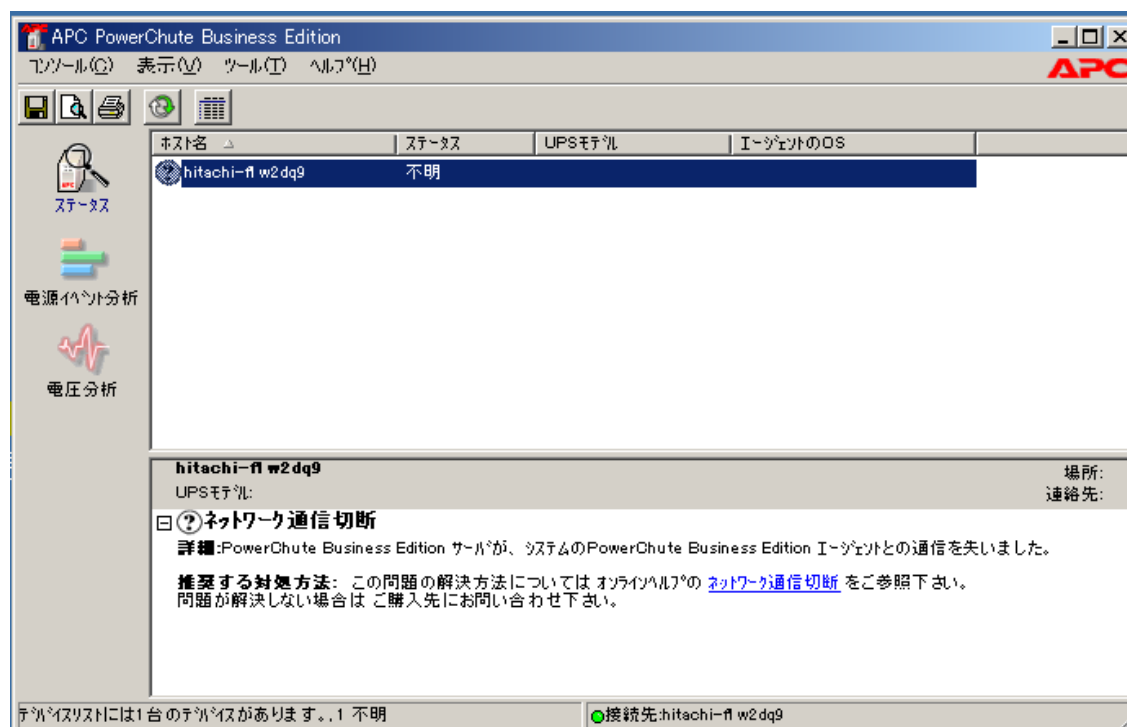 APC PowerChute Business Edition
コンソール(C) 表示(V) ツール(T) ヘルプ(H)
APC
ホスト名 ステータス UPSモデル エージェントのOS
hitachi-fl w2dq9 不明
ステータス
電源イベント分析
電圧分析
hitachi-fl w2dq9 場所:
UPSモデル: 連絡先:
ネットワーク通信切断
詳細:PowerChute Business Edition サーバが、システムのPowerChute Business Edition エージェントとの通信を失いました。
推奨する対処方法: この問題の解決方法については オンラインヘルプの ネットワーク通信切断 をご参照下さい。
問題が解決しない場合は ご購入先にお問い合わせ下さい。
デバイスリストには1 台のデバイスがあります。,1 不明 接続先:hitachi-fl w2dq9